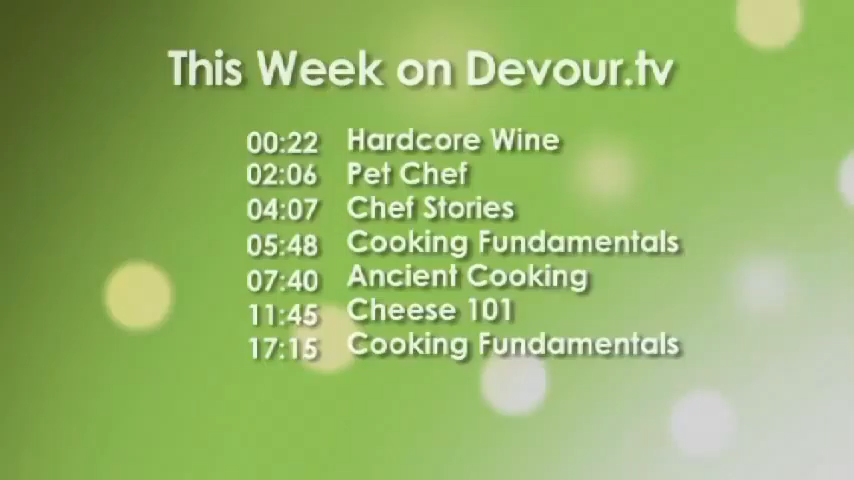 This Week on Devour.tv
00:22 Hardcore Wine
02:06 Pet Chef
04:07 Chef Stories
05:48 Cooking Fundamentals
07:40 Ancient Cooking
11:45 Cheese 101
17:15 Cooking Fundamentals